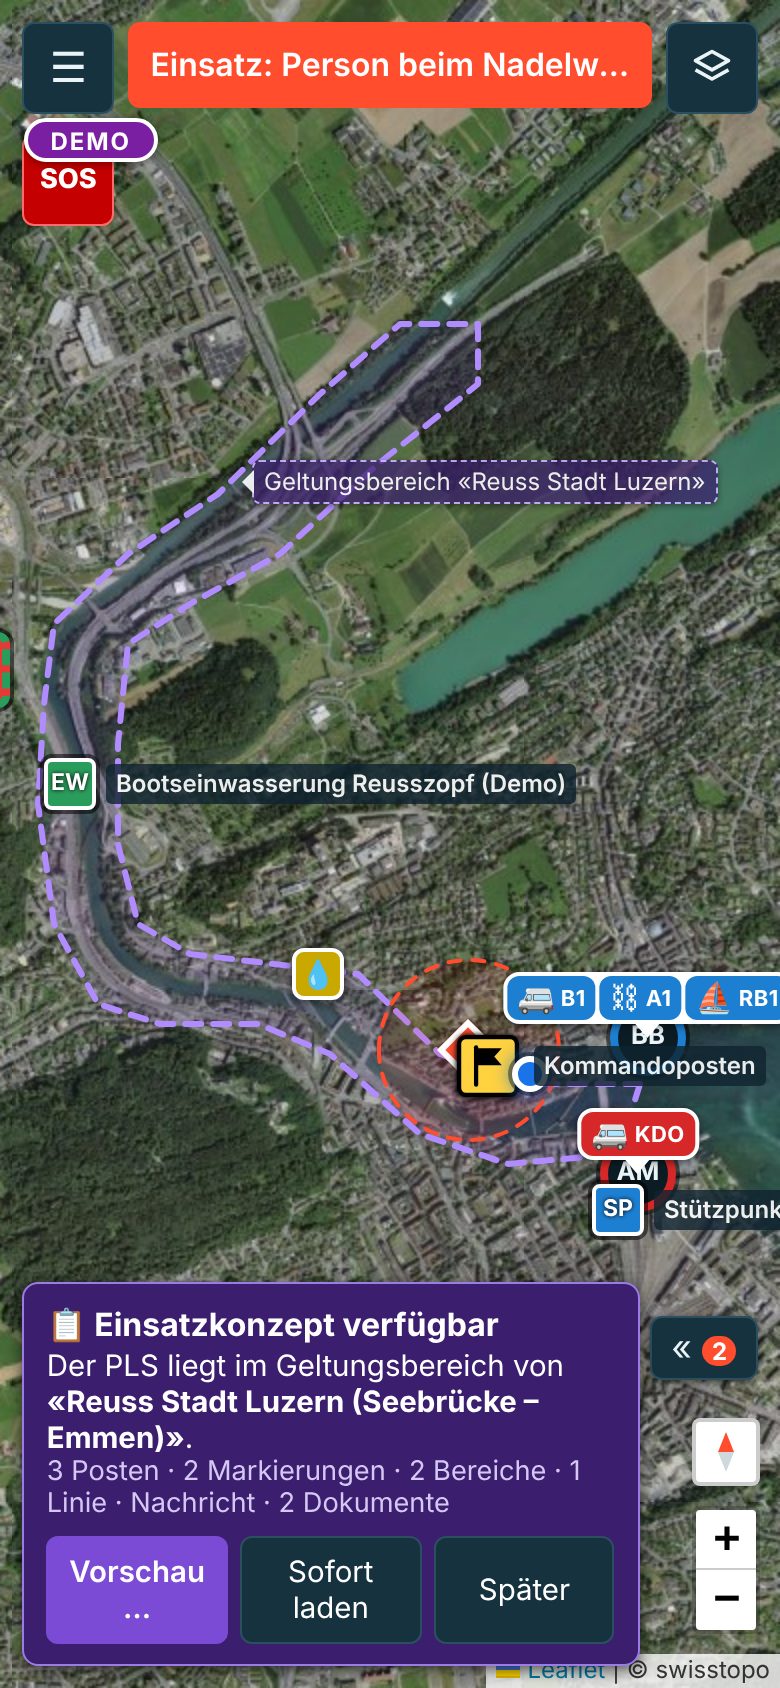 ☰ Einsatz: Person beim Nadelw…
DEMO
SOS
Geltungsbereich «Reuss Stadt Luzern»
EW Bootseinwasserung Reusszopf (Demo)
B1 A1 RB1
BB
Kommandoposten
KDO
AM
SP Stützpunk
📋 Einsatzkonzept verfügbar
Der PLS liegt im Geltungsbereich von
«Reuss Stadt Luzern (Seebrücke –
Emmen)».
3 Posten · 2 Markierungen · 2 Bereiche · 1
Linie · Nachricht · 2 Dokumente
« 2
Vorschau
…
Sofort
laden
Später
+
−
Leaflet | © swisstopo